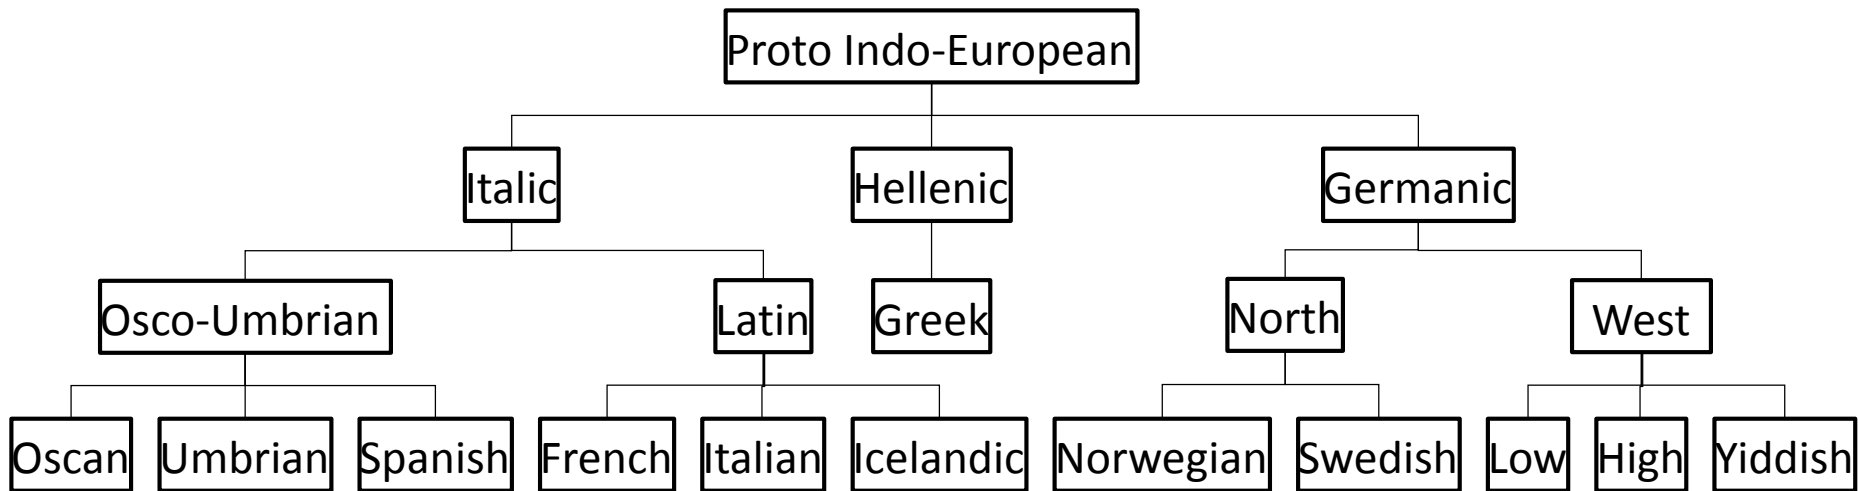 Proto Indo-European
Italic
Hellenic
Germanic
Osco-Umbrian
Latin
Greek
North
West
Oscan
Umbrian
Spanish
French
Italian
Icelandic
Norwegian
Swedish
Low
High
Yiddish